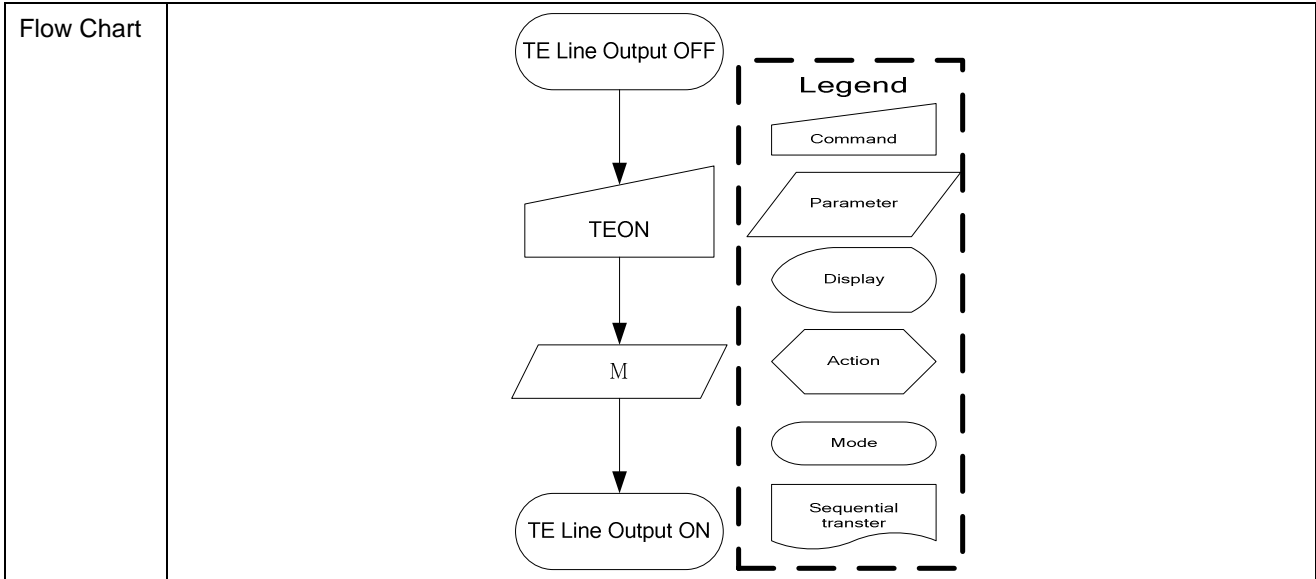 Flow Chart
TE Line Output OFF
TEON
M
TE Line Output ON
Legend
Command
Parameter
Display
Action
Mode
Sequential
transter